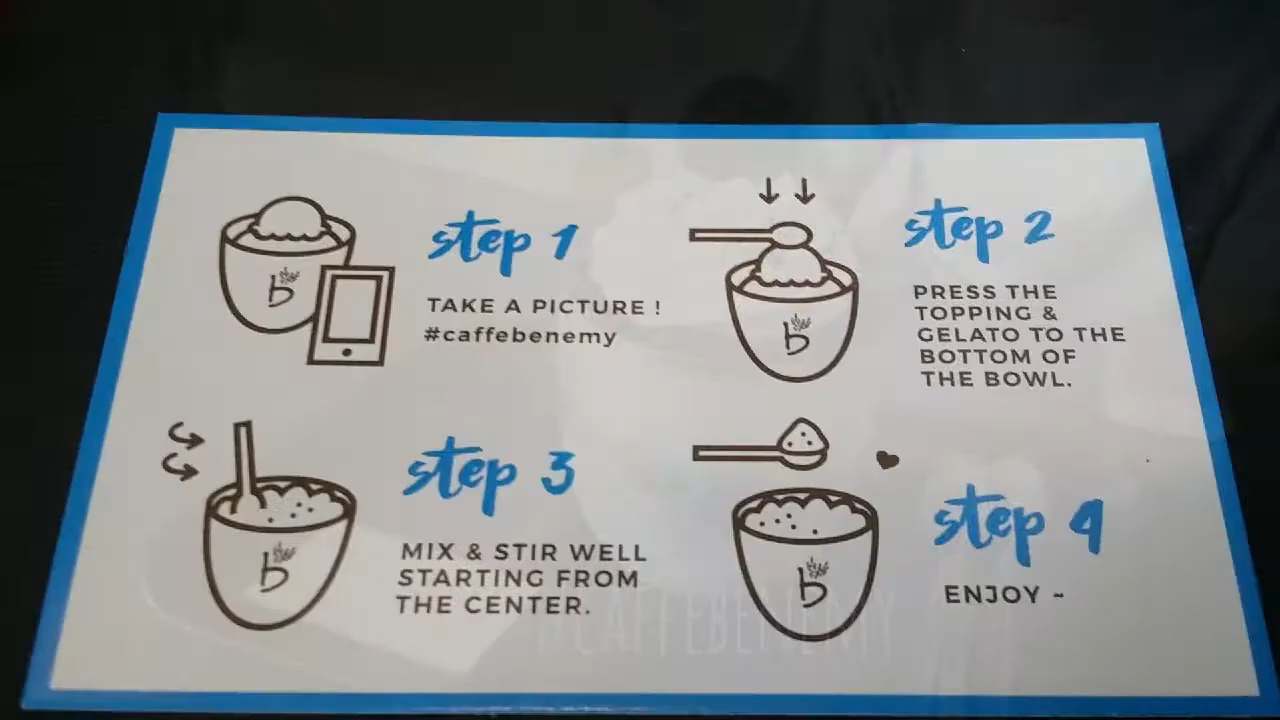 step 1
TAKE A PICTURE !
#caffebenemy
step 2
PRESS THE
TOPPING &
GELATO TO THE
BOTTOM OF
THE BOWL.
step 3
MIX & STIR WELL
STARTING FROM
THE CENTER.
step 4
ENJOY ~
b
b
b
b
#CAFFEBENEMY